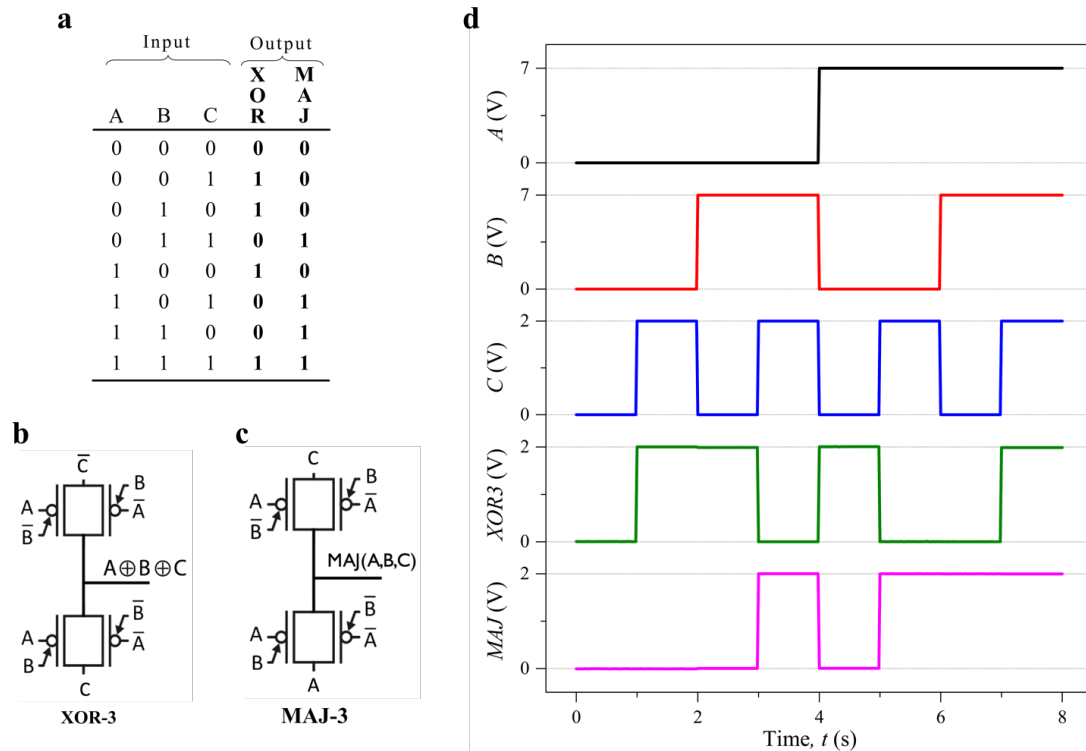 a
Input Output
A B C XOR MAJ
0 0 0 0 0
0 0 1 1 0
0 1 0 1 0
0 1 1 0 1
1 0 0 1 0
1 0 1 0 1
1 1 0 0 1
1 1 1 1 1
b
C̅
B
A A̅
B̅
A⊕B⊕C
B̅
A A̅
B
C
XOR-3
c
C
B
A A̅
B̅
MAJ(A,B,C)
B̅
A A̅
B
A
MAJ-3
d
7
A (V)
0
7
B (V)
0
2
C (V)
0
2
XOR3 (V)
0
2
MAJ (V)
0
0 2 4 6 8
Time, t (s)